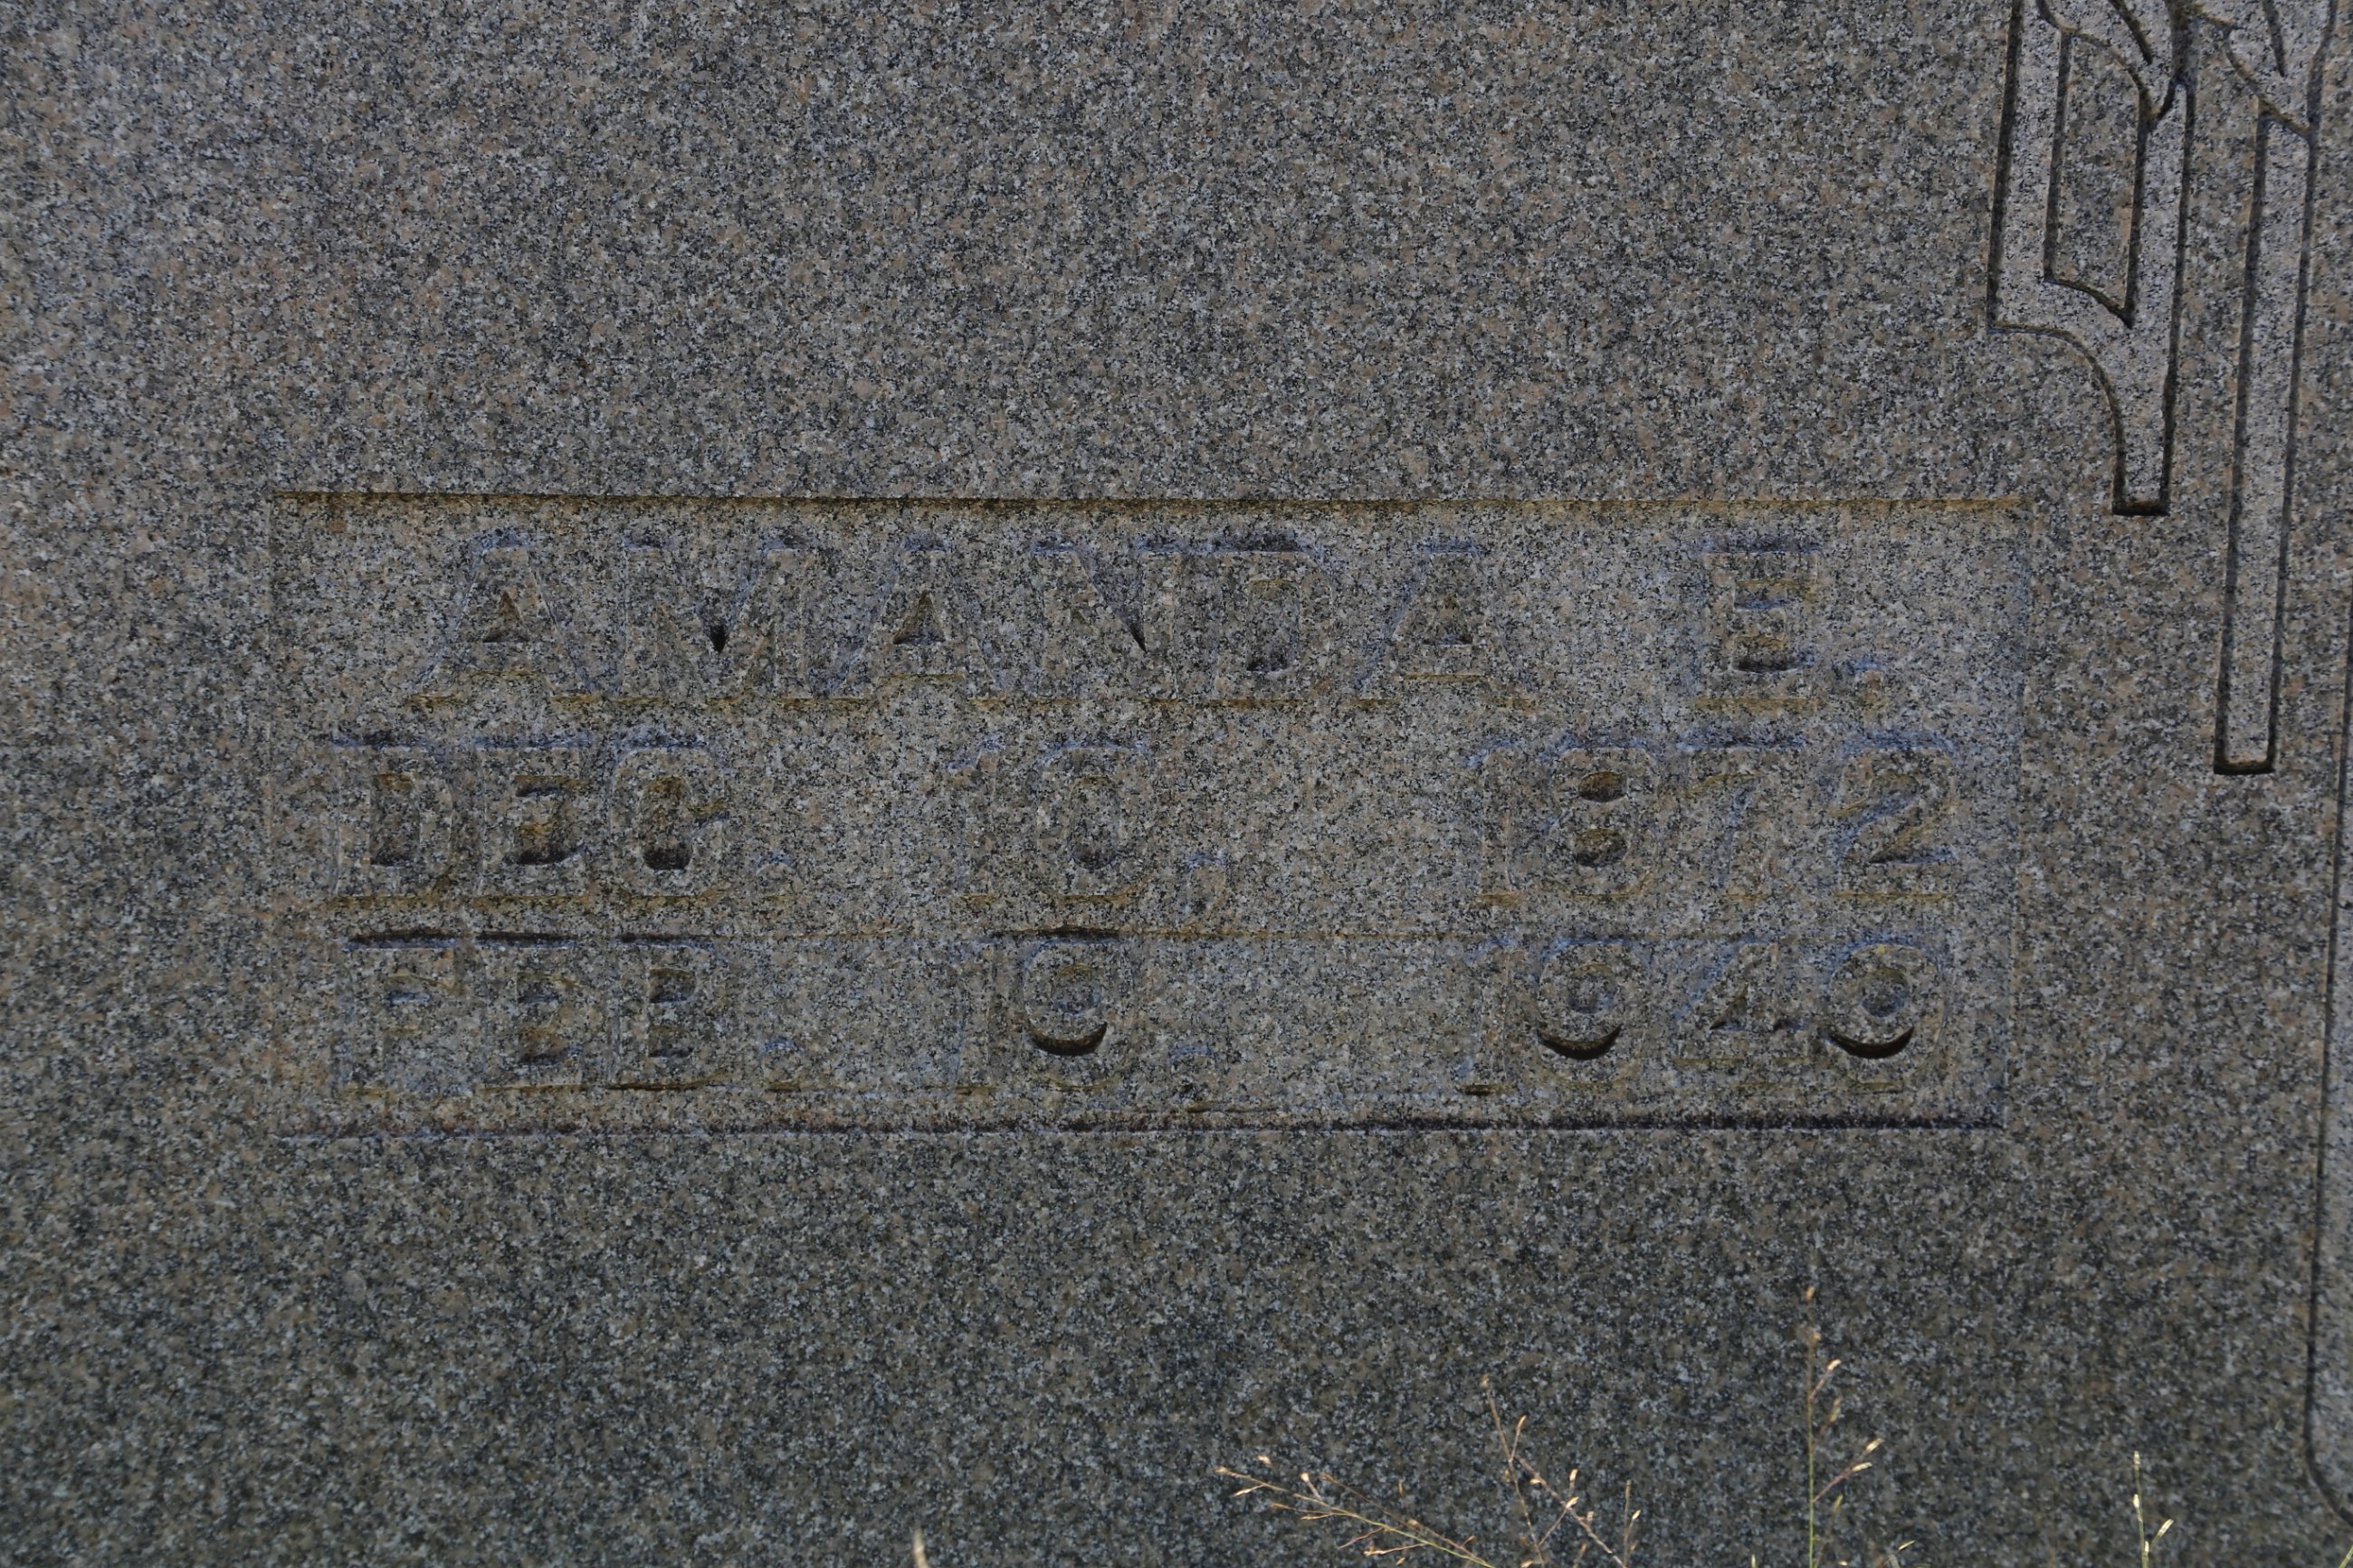 AMANDA E.
DEC. 10, 1872
FEB. 19, 1949